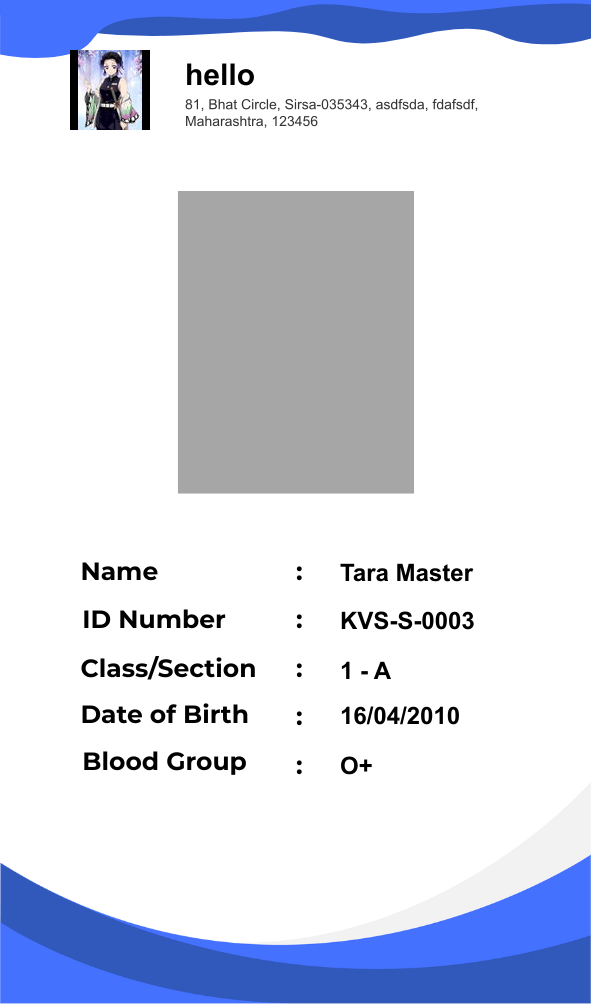 hello
81, Bhat Circle, Sirsa-035343, asdfsda, fdafsdf,
Maharashtra, 123456
Name : Tara Master
ID Number : KVS-S-0003
Class/Section : 1 - A
Date of Birth : 16/04/2010
Blood Group : O+